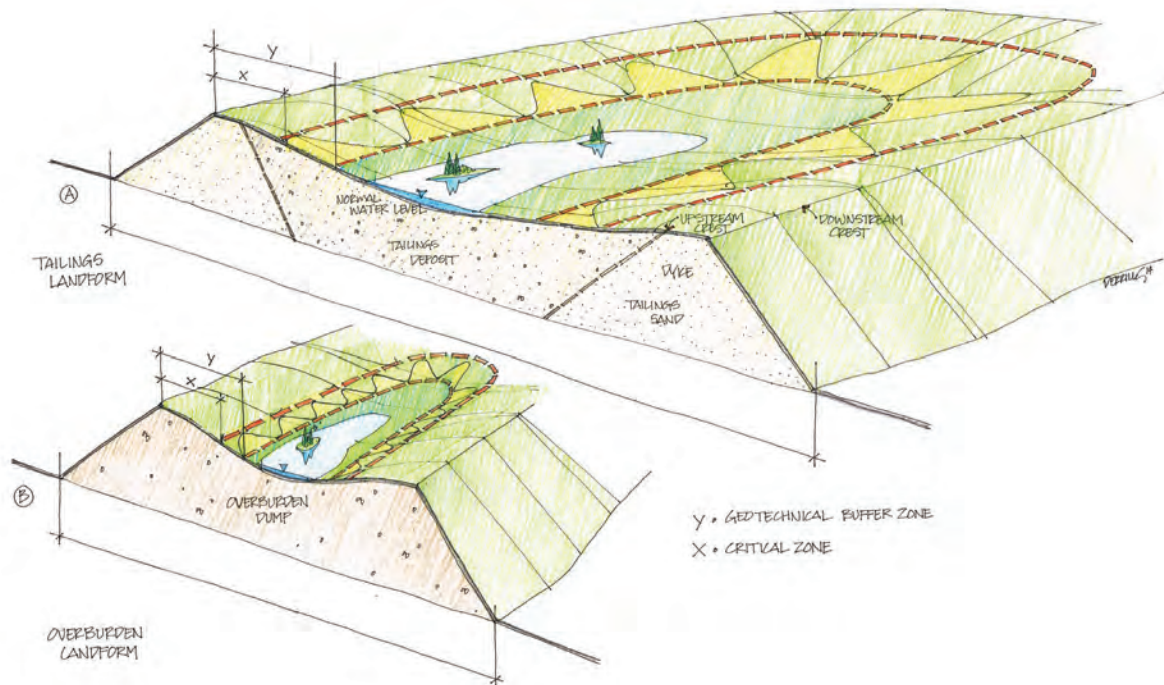 Y
X
A
NORMAL
WATER LEVEL
TAILINGS
DEPOSIT
UPSTREAM
CREST
DOWNSTREAM
CREST
DYKE
TAILINGS
SAND
TAILINGS
LANDFORM
Y
X
B
OVERBURDEN
DUMP
Y • GEOTECHNICAL BUFFER ZONE
X • CRITICAL ZONE
OVERBURDEN
LANDFORM